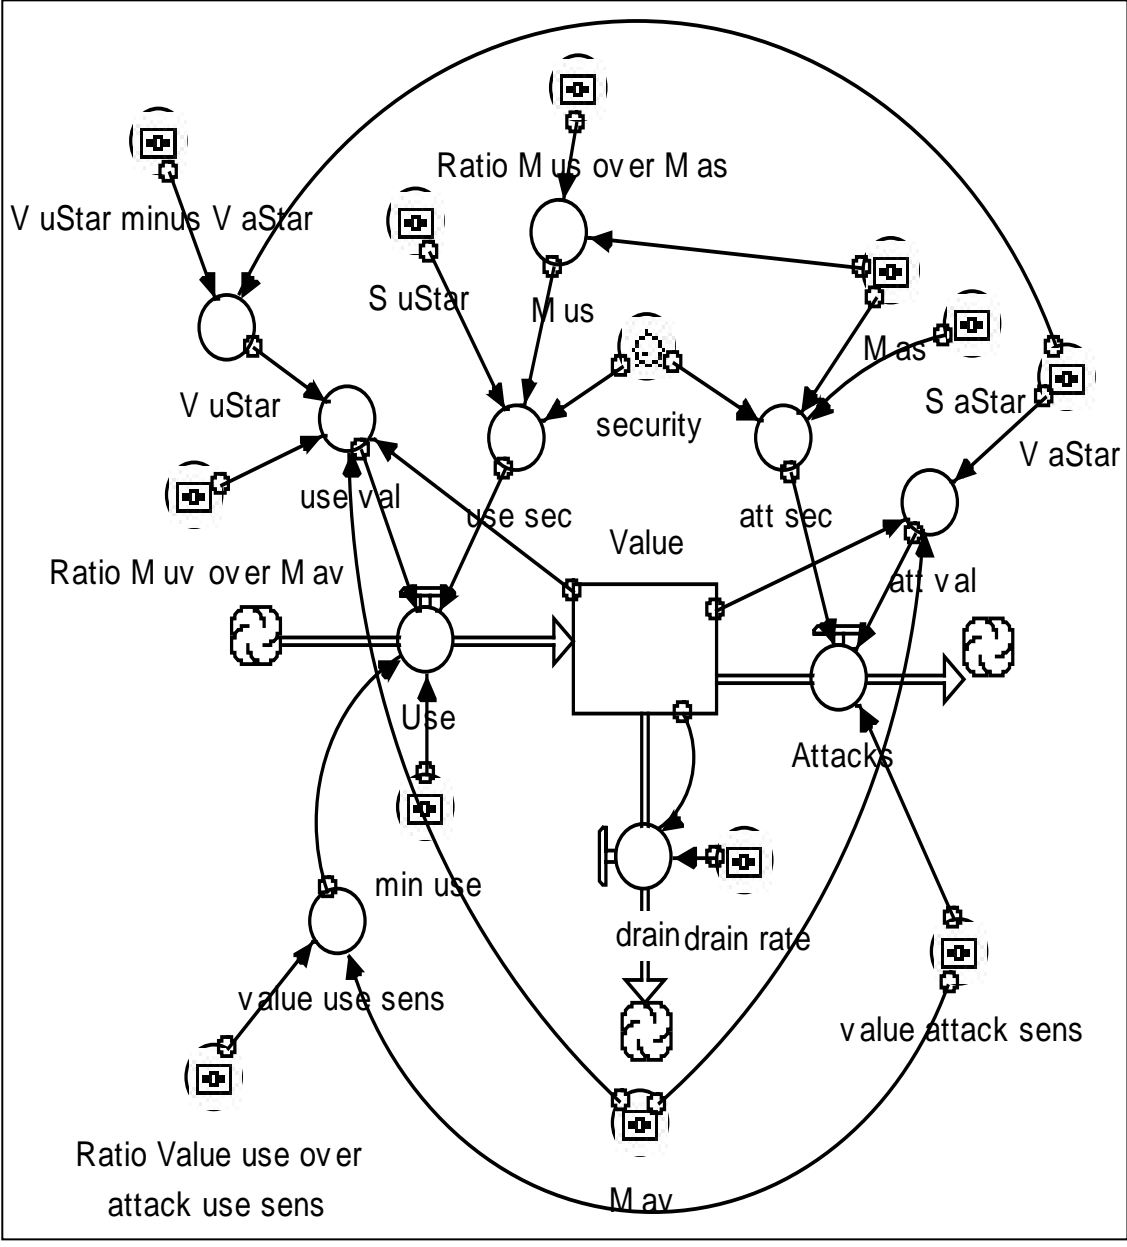 Ratio M us over M as
V uStar minus V aStar
S uStar
M us
M as
V uStar
S aStar
security
V aStar
use val
use sec
att sec
Value
Ratio M uv over M av
att val
Use
Attacks
min use
drain
drain rate
value use sens
value attack sens
Ratio Value use over
attack use sens
M av